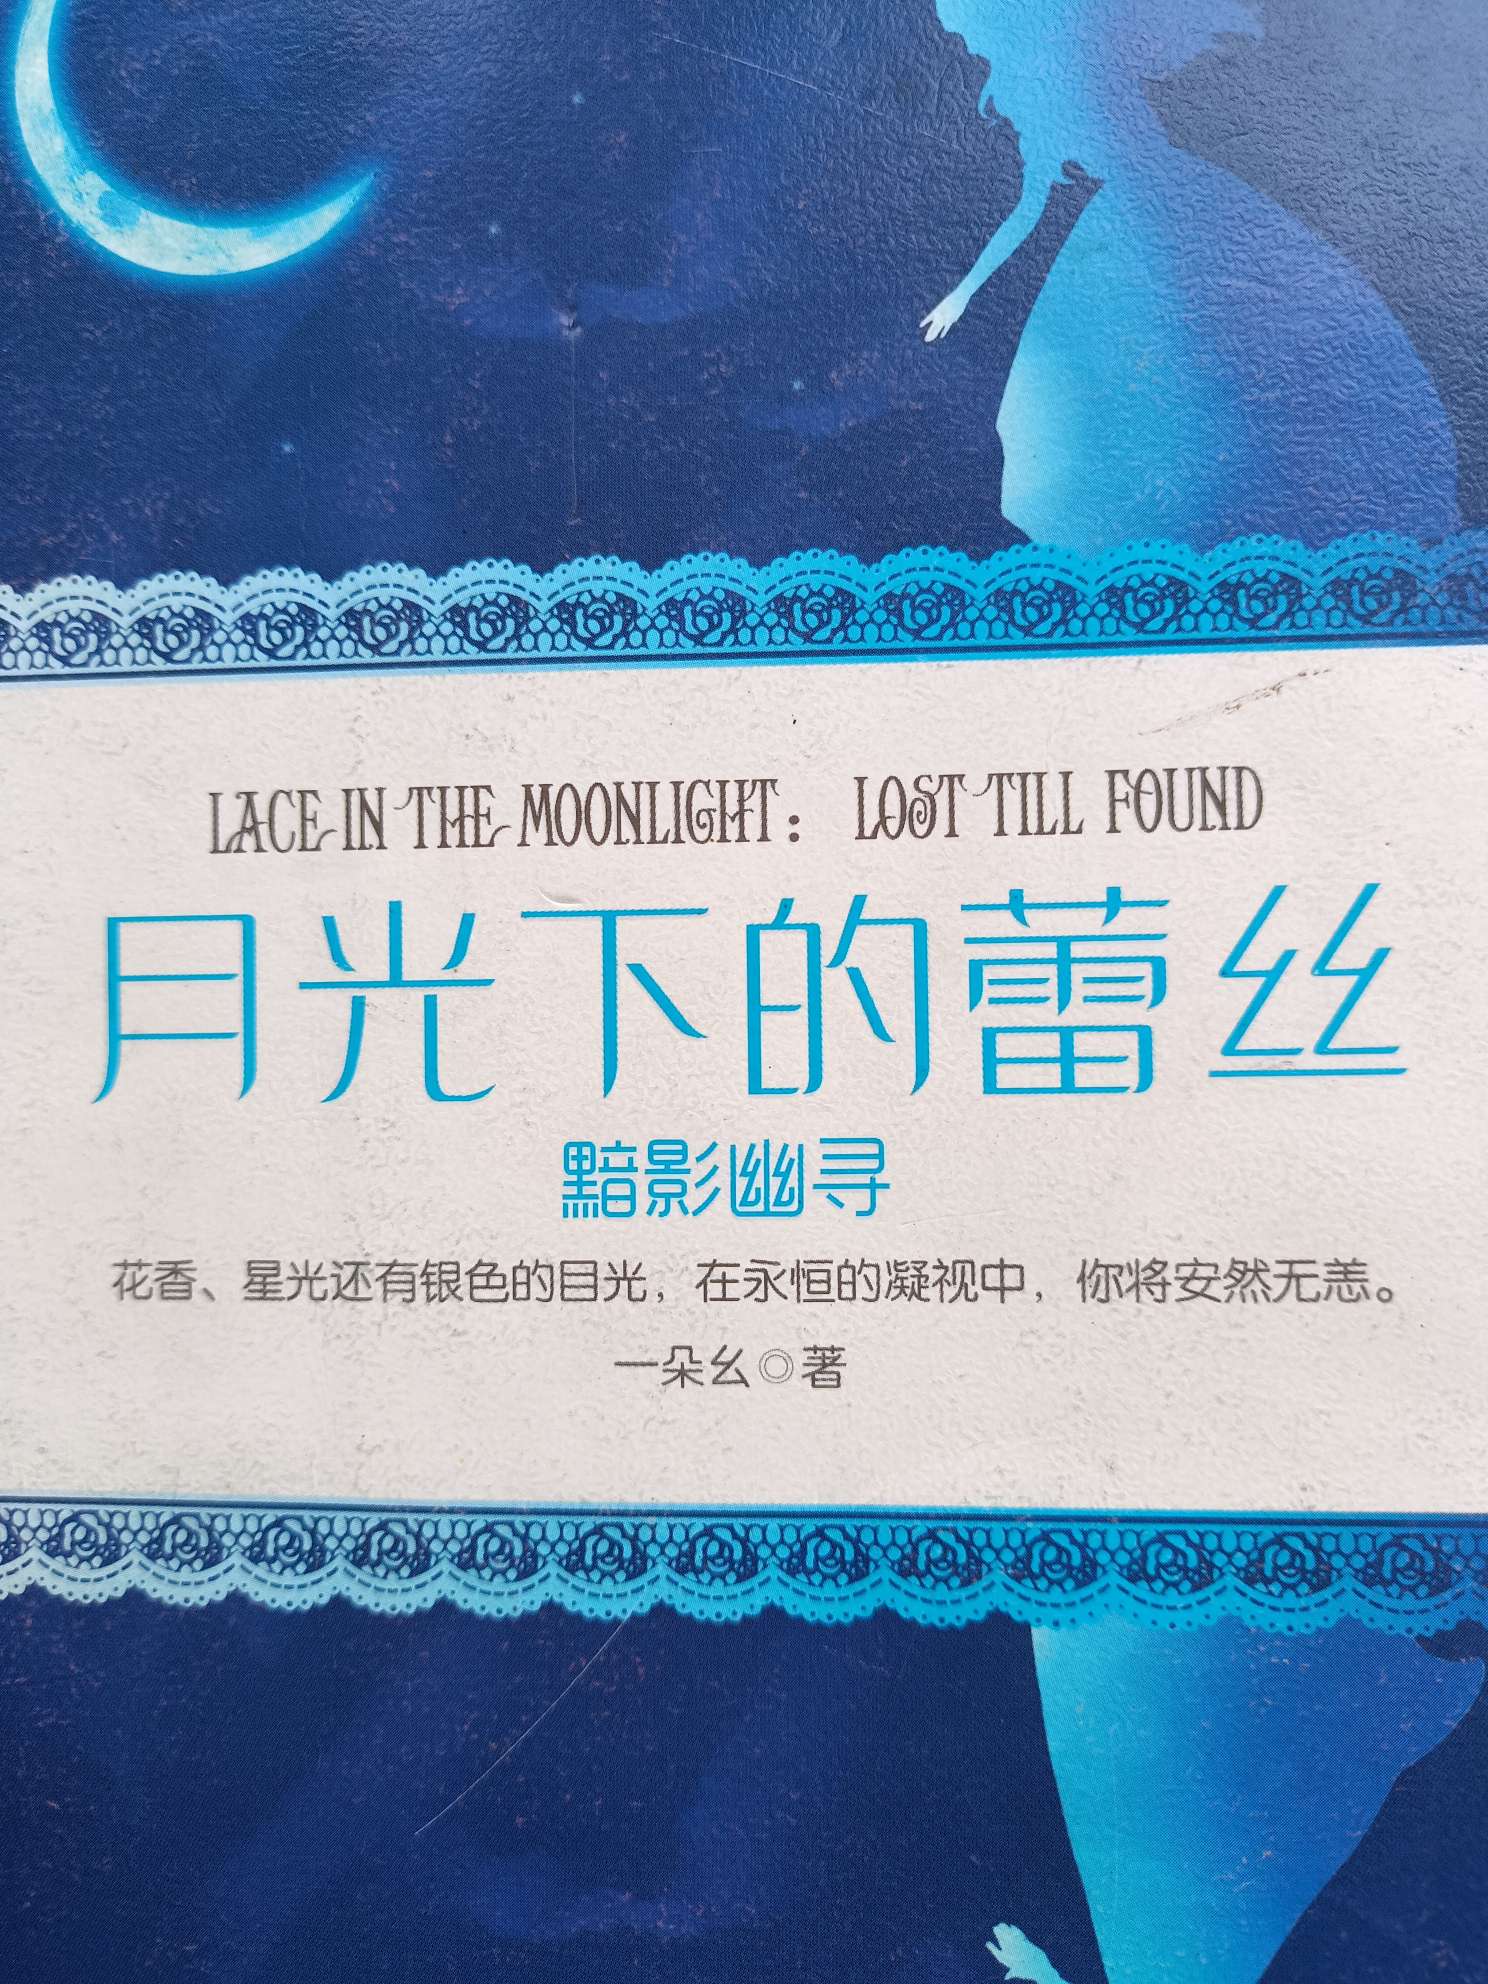 LACE IN THE MOONLIGHT： LOST TILL FOUND
月光下的蕾丝
黯影幽寻
花香、星光还有银色的目光，在永恒的凝视中，你将安然无恙。
一朵幺◎著